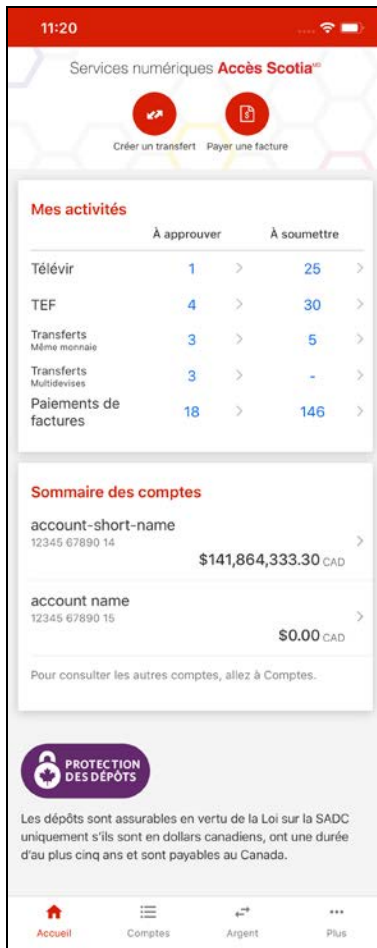 11:20
Services numériques Accès Scotia MD
Créer un transfert Payer une facture
Mes activités
À approuver À soumettre
Télévir 1 25
TEF 4 30
Transferts
Même monnaie 3 5
Transferts
Multidevises 3 -
Paiements de
factures 18 146
Sommaire des comptes
account-short-name
12345 67890 14
$141,864,333.30 CAD
account name
12345 67890 15
$0.00 CAD
Pour consulter les autres comptes, allez à Comptes.
PROTECTION
DES DÉPÔTS
Les dépôts sont assurables en vertu de la Loi sur la SADC
uniquement s'ils sont en dollars canadiens, ont une durée
d'au plus cinq ans et sont payables au Canada.
Accueil Comptes Argent Plus